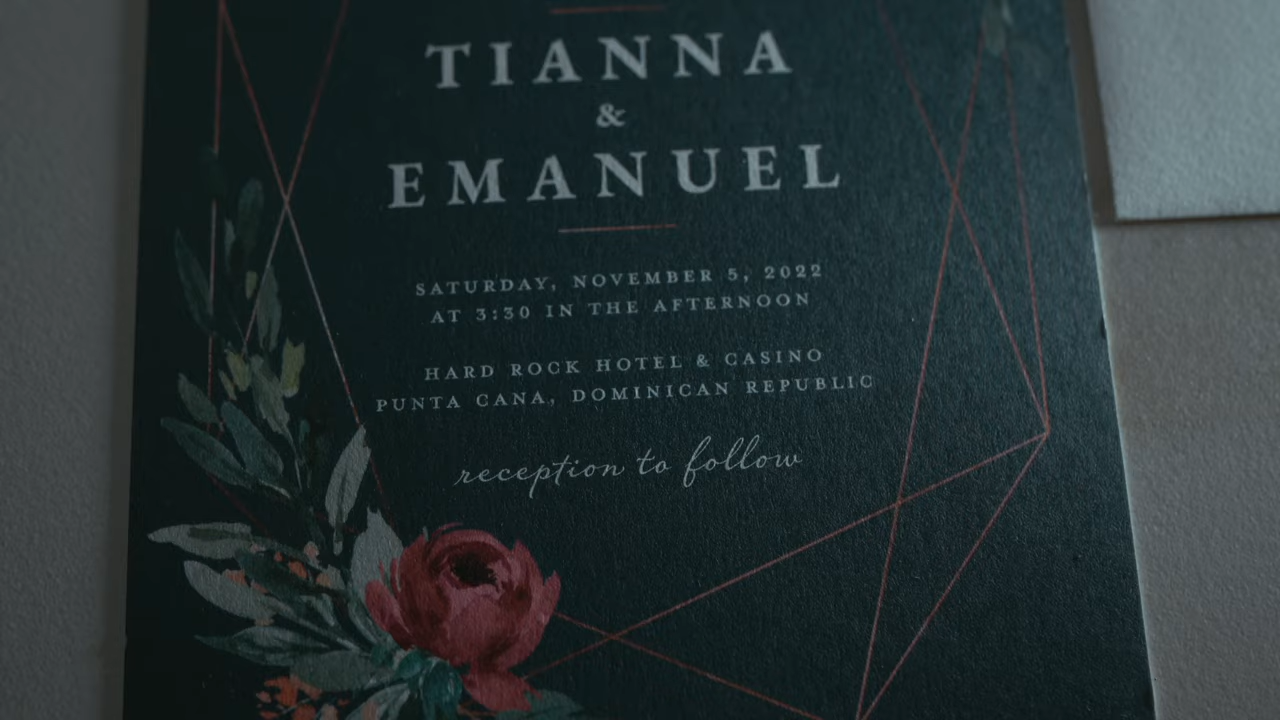 TIANNA
&
EMANUEL
SATURDAY, NOVEMBER 5, 2022
AT 3:30 IN THE AFTERNOON
HARD ROCK HOTEL & CASINO
PUNTA CANA, DOMINICAN REPUBLIC
reception to follow